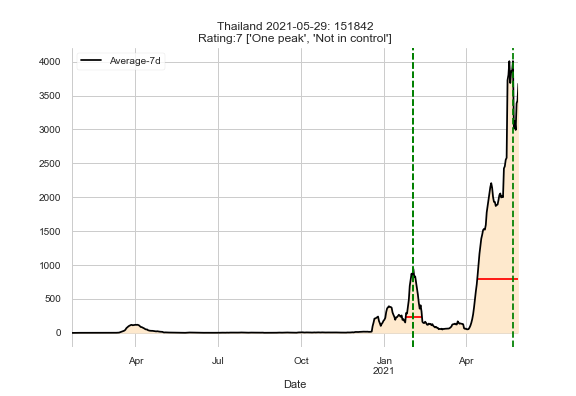 Thailand 2021-05-29: 151842
Rating:7 ['One peak', 'Not in control']
Average-7d
4000
3500
3000
2500
2000
1500
1000
500
0
Apr
Jul
Oct
Jan
2021
Apr
Date